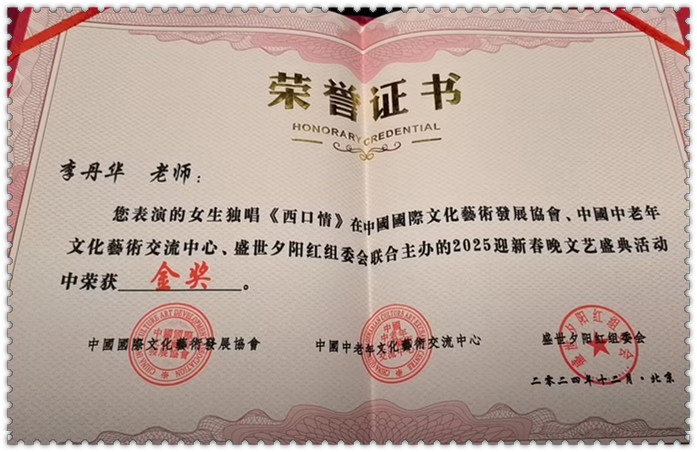 荣誉证书
HONORARY CREDENTIAL
李丹华 老师:
您表演的女生独唱《西口情》在中國國際文化藝術發展協會、中國中老年
文化藝術交流中心、盛世夕阳红组委会联合主办的2025迎新春晚文艺盛典活动
中荣获 金奖 。
中國國際文化藝術發展協會 中國中老年文化藝術交流中心 盛世夕阳红组委会
二零二四年十二月·北京